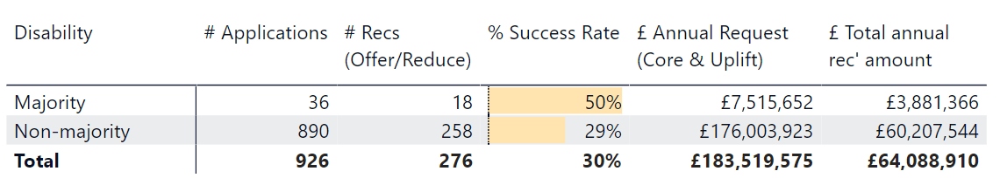 Disability # Applications # Recs (Offer/Reduce) % Success Rate £ Annual Request (Core & Uplift) £ Total annual rec' amount
Majority 36 18 50% £7,515,652 £3,881,366
Non-majority 890 258 29% £176,003,923 £60,207,544
Total 926 276 30% £183,519,575 £64,088,910